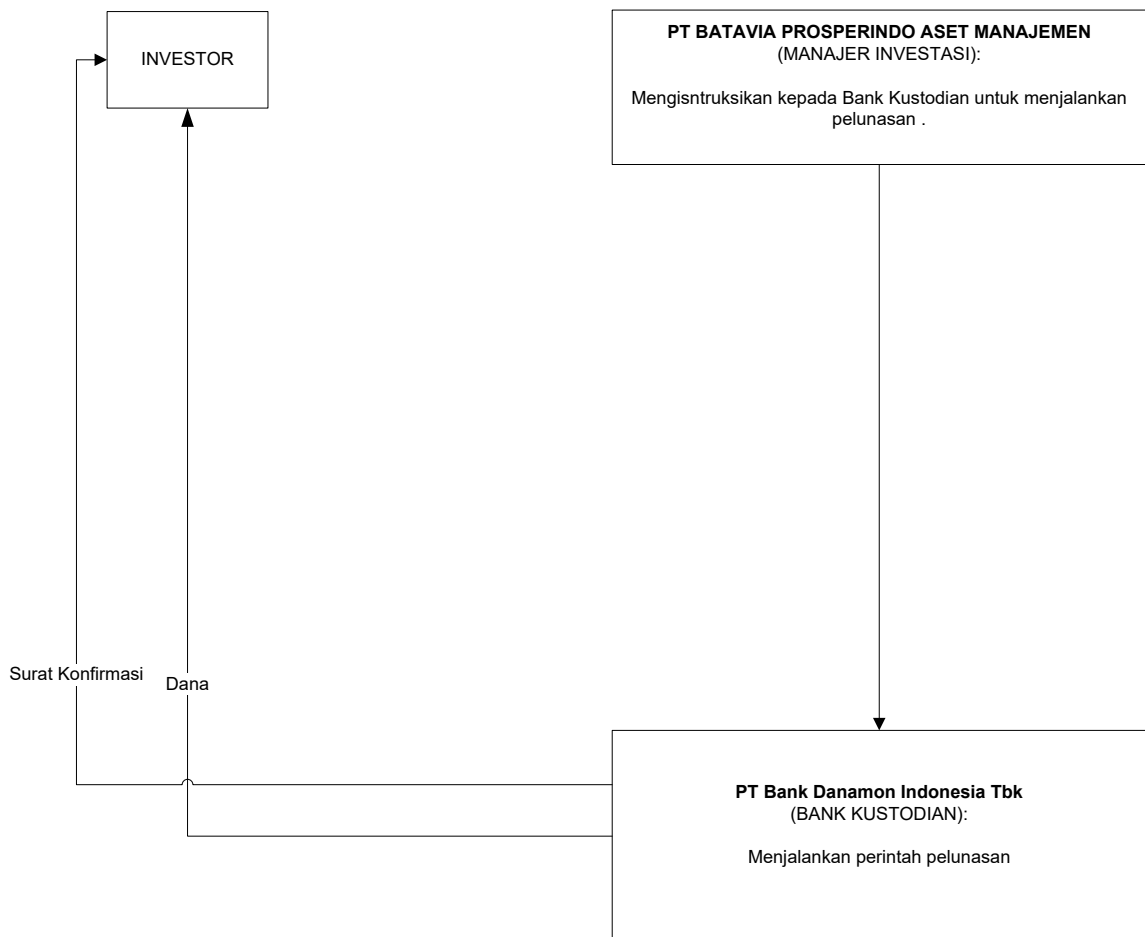 INVESTOR
PT BATAVIA PROSPERINDO ASET MANAJEMEN
(MANAJER INVESTASI):
Mengisntruksikan kepada Bank Kustodian untuk menjalankan
pelunasan .
Surat Konfirmasi
Dana
PT Bank Danamon Indonesia Tbk
(BANK KUSTODIAN):
Menjalankan perintah pelunasan